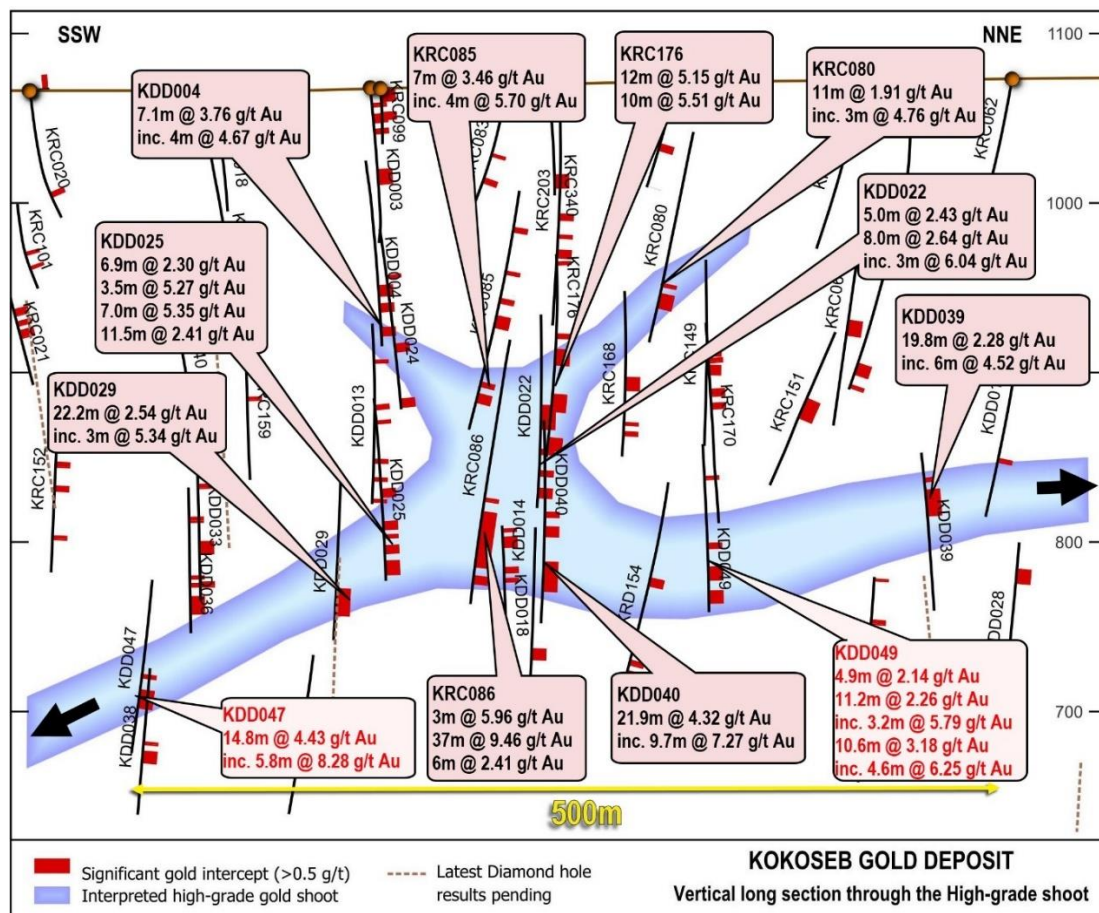 SSW
NNE
1100
1000
800
700
KDD004
7.1m @ 3.76 g/t Au
inc. 4m @ 4.67 g/t Au
KRC085
7m @ 3.46 g/t Au
inc. 4m @ 5.70 g/t Au
KRC176
12m @ 5.15 g/t Au
10m @ 5.51 g/t Au
KRC080
11m @ 1.91 g/t Au
inc. 3m @ 4.76 g/t Au
KDD022
5.0m @ 2.43 g/t Au
8.0m @ 2.64 g/t Au
inc. 3m @ 6.04 g/t Au
KDD025
6.9m @ 2.30 g/t Au
3.5m @ 5.27 g/t Au
7.0m @ 5.35 g/t Au
11.5m @ 2.41 g/t Au
KDD039
19.8m @ 2.28 g/t Au
inc. 6m @ 4.52 g/t Au
KDD029
22.2m @ 2.54 g/t Au
inc. 3m @ 5.34 g/t Au
KDD047
14.8m @ 4.43 g/t Au
inc. 5.8m @ 8.28 g/t Au
KRC086
3m @ 5.96 g/t Au
37m @ 9.46 g/t Au
6m @ 2.41 g/t Au
KDD040
21.9m @ 4.32 g/t Au
inc. 9.7m @ 7.27 g/t Au
KDD049
4.9m @ 2.14 g/t Au
11.2m @ 2.26 g/t Au
inc. 3.2m @ 5.79 g/t Au
10.6m @ 3.18 g/t Au
inc. 4.6m @ 6.25 g/t Au
KRC020
KRC101
KRC021
KRC152
KRC099
KDD003
KDD004
KDD024
KDD013
KDD025
KRC203
KRC340
KRC176
KRC080
KRC062
KRC168
KRC149
KRC170
KRC151
KDD022
KRC086
KDD040
KDD014
KDD018
KRD154
KDD049
KDD039
KDD029
KDD036
KDD047
KDD038
500m
Significant gold intercept (>0.5 g/t)
Interpreted high-grade gold shoot
Latest Diamond hole
results pending
KOKOSEB GOLD DEPOSIT
Vertical long section through the High-grade shoot